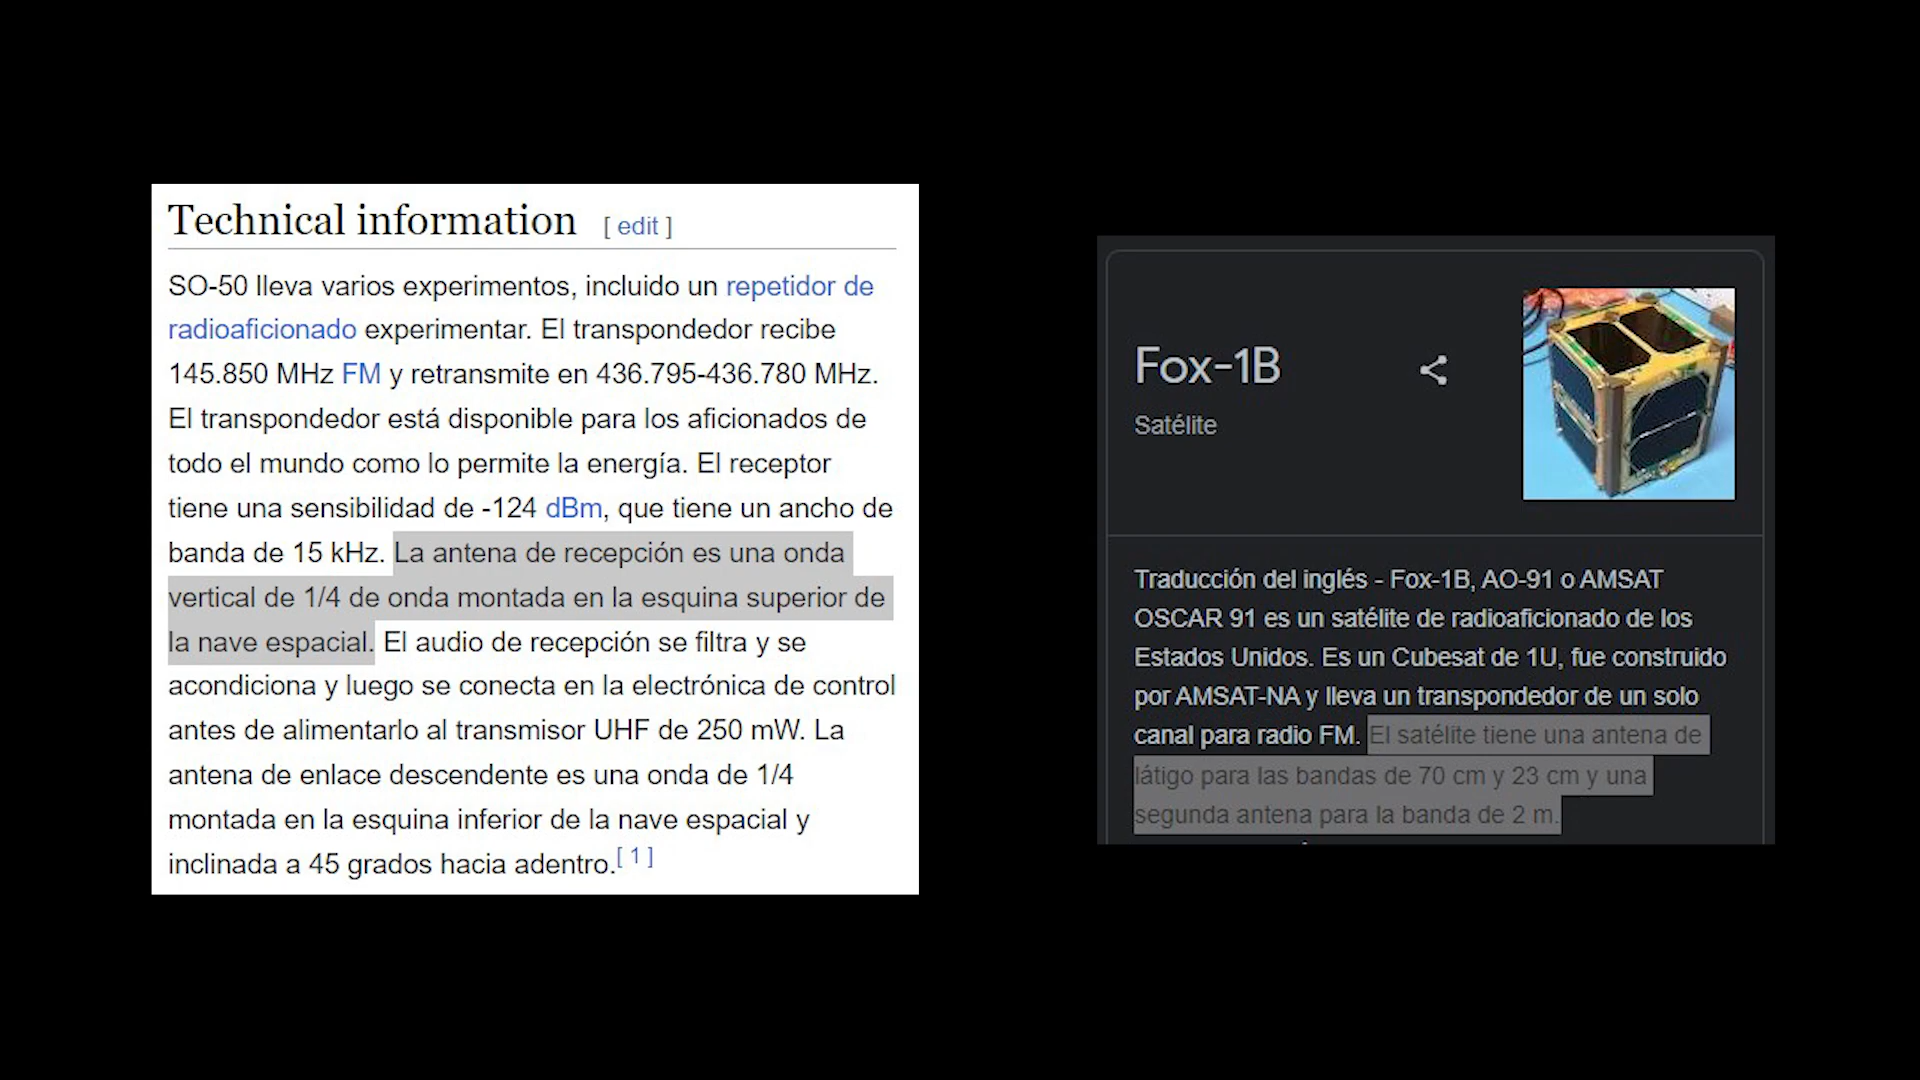 Technical information [ edit ]
SO-50 lleva varios experimentos, incluido un repetidor de
radioaficionado experimentar. El transpondedor recibe
145.850 MHz FM y retransmite en 436.795-436.780 MHz.
El transpondedor está disponible para los aficionados de
todo el mundo como lo permite la energía. El receptor
tiene una sensibilidad de -124 dBm, que tiene un ancho de
banda de 15 kHz. La antena de recepción es una onda
vertical de 1/4 de onda montada en la esquina superior de
la nave espacial. El audio de recepción se filtra y se
acondiciona y luego se conecta en la electrónica de control
antes de alimentarlo al transmisor UHF de 250 mW. La
antena de enlace descendente es una onda de 1/4
montada en la esquina inferior de la nave espacial y
inclinada a 45 grados hacia adentro.[ 1 ]
Fox-1B
Satélite
Traducción del inglés - Fox-1B, AO-91 o AMSAT
OSCAR 91 es un satélite de radioaficionado de los
Estados Unidos. Es un Cubesat de 1U, fue construido
por AMSAT-NA y lleva un transpondedor de un solo
canal para radio FM. El satélite tiene una antena de
látigo para las bandas de 70 cm y 23 cm y una
segunda antena para la banda de 2 m.